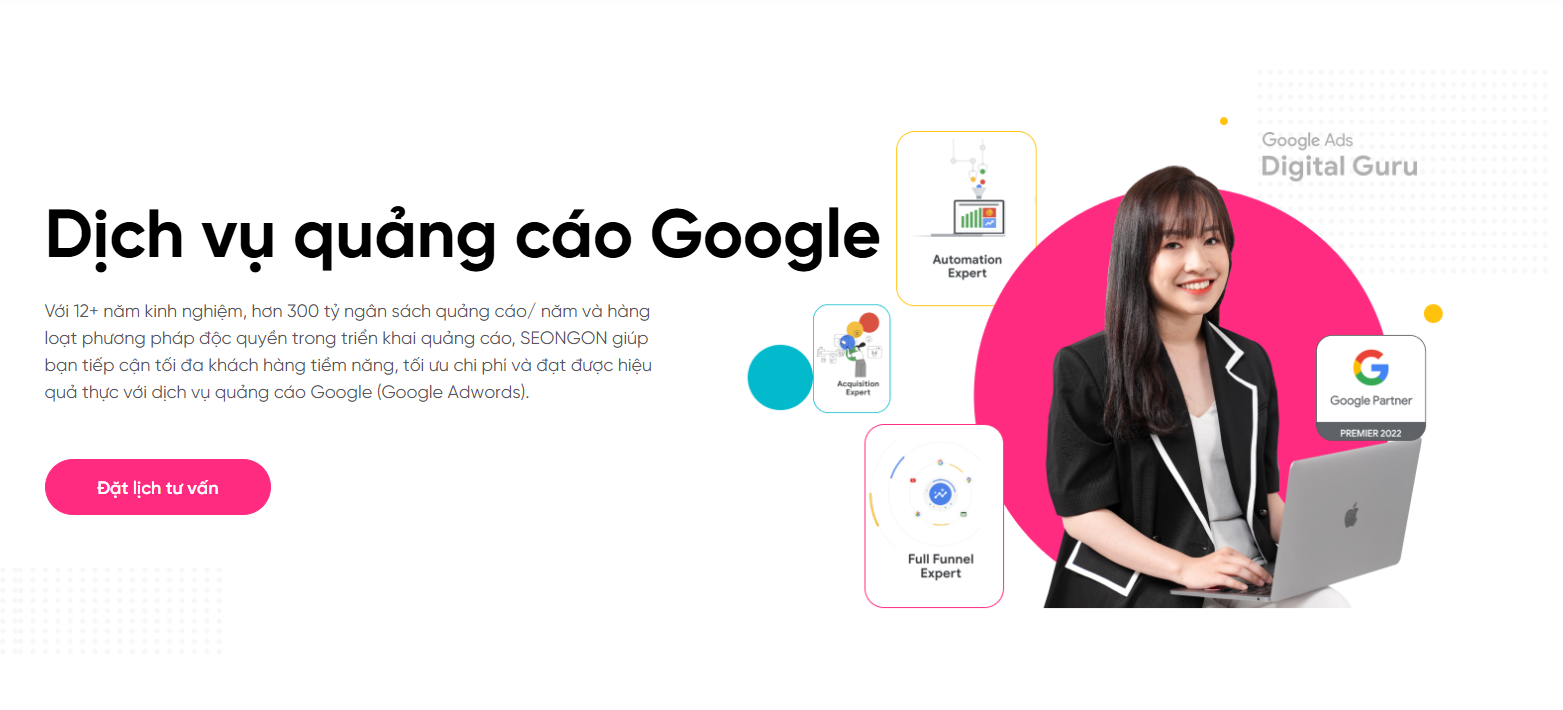 Dịch vụ quảng cáo Google
Với 12+ năm kinh nghiệm, hơn 300 tỷ ngân sách quảng cáo/ năm và hàng
loạt phương pháp độc quyền trong triển khai quảng cáo, SEONGON giúp
bạn tiếp cận tối đa khách hàng tiềm năng, tối ưu chi phí và đạt được hiệu
quả thực với dịch vụ quảng cáo Google (Google Adwords).
Đặt lịch tư vấn
Automation
Expert
Acquisition
Expert
Full Funnel
Expert
Google Ads
Digital Guru
Google Partner
PREMIER 2022